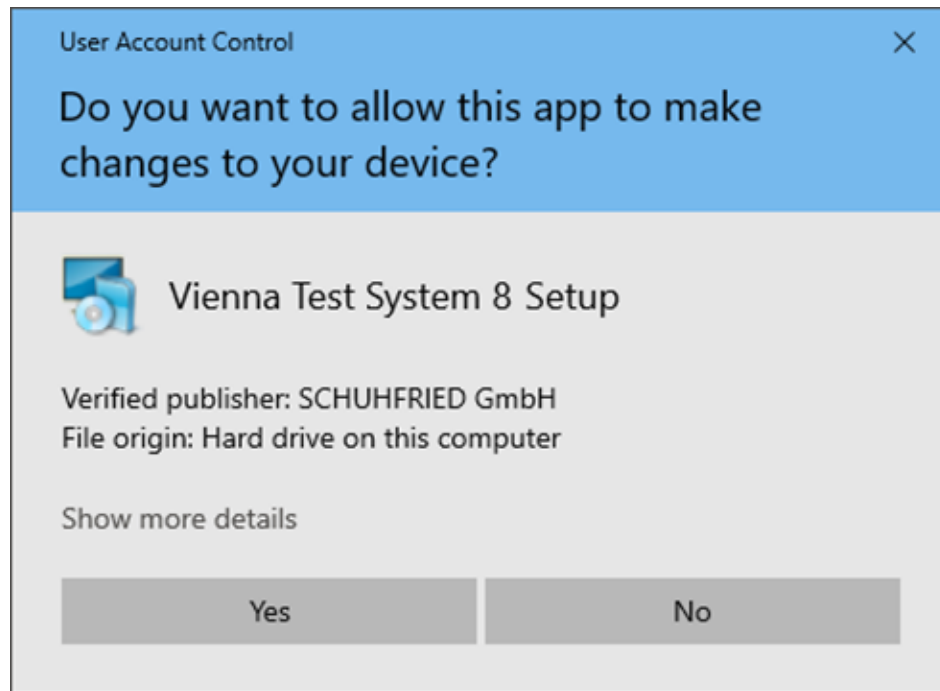 User Account Control
Do you want to allow this app to make
changes to your device?
Vienna Test System 8 Setup
Verified publisher: SCHUHFRIED GmbH
File origin: Hard drive on this computer
Show more details
Yes
No